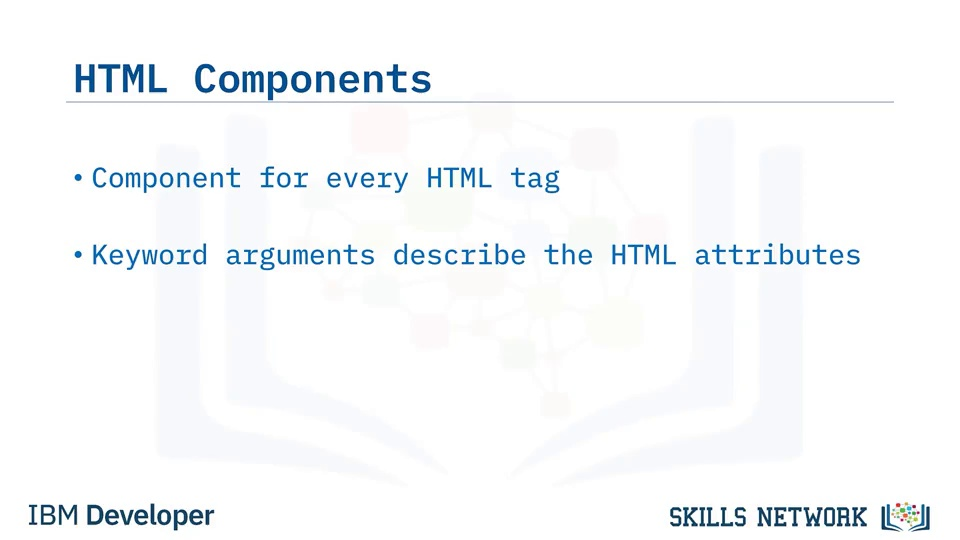 HTML Components
• Component for every HTML tag
• Keyword arguments describe the HTML attributes
IBM Developer
SKILLS NETWORK